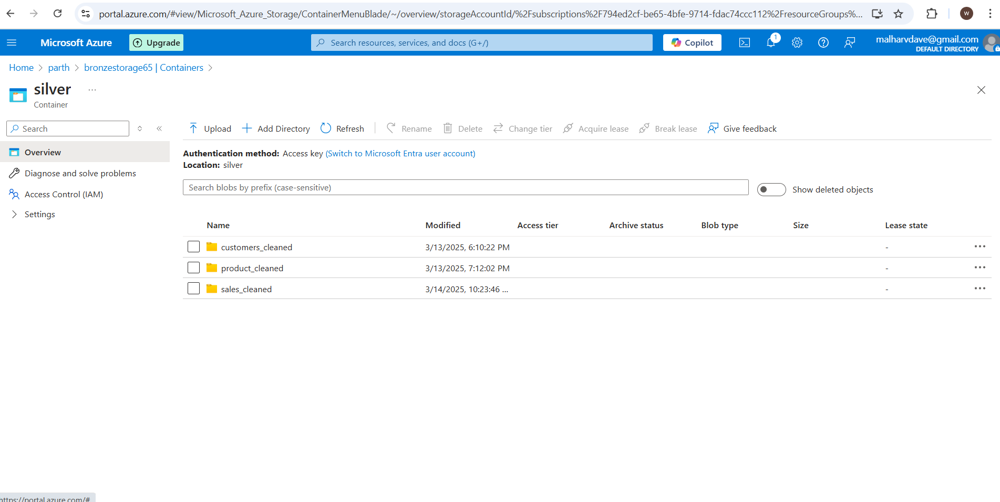 portal.azure.com/#view/Microsoft_Azure_Storage/ContainerMenuBlade/~/overview/storageAccountId/%2Fsubscriptions%2F794ed2cf-be65-4bfe-9714-fdac74ccc112%2FresourceGroups%... W
Microsoft Azure Upgrade Search resources, services, and docs (G+/) Copilot 1 malharvdave@gmail.com
DEFAULT DIRECTORY
Home > parth > bronzestorage65 | Containers >
silver ...
Container
Search
Overview
Diagnose and solve problems
Access Control (IAM)
Settings
Upload Add Directory Refresh Rename Delete Change tier Acquire lease Break lease Give feedback
Authentication method: Access key (Switch to Microsoft Entra user account)
Location: silver
Search blobs by prefix (case-sensitive) Show deleted objects
Name Modified Access tier Archive status Blob type Size Lease state
customers_cleaned 3/13/2025, 6:10:22 PM -
product_cleaned 3/13/2025, 7:12:02 PM -
sales_cleaned 3/14/2025, 10:23:46 ... -
https://portal.azure.com/#